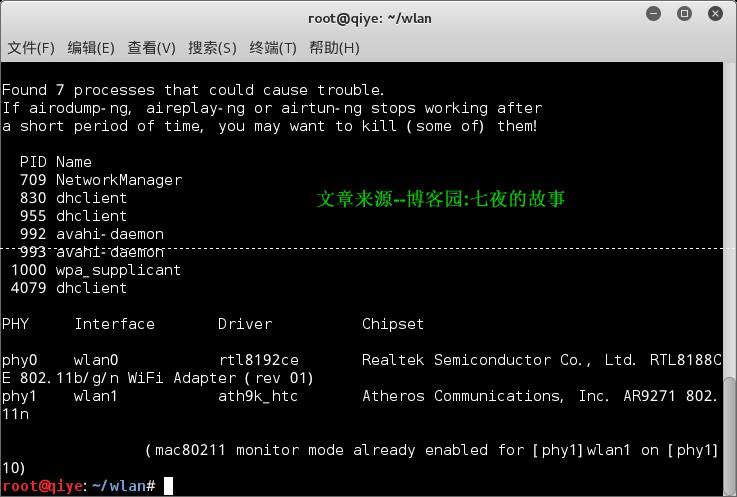 root@qiye: ~/wlan
文件(F) 编辑(E) 查看(V) 搜索(S) 终端(T) 帮助(H)
Found 7 processes that could cause trouble.
If airodump-ng, aireplay-ng or airtun-ng stops working after
a short period of time, you may want to kill (some of) them!
PID Name
709 NetworkManager
830 dhclient
文章来源--博客园:七夜的故事
955 dhclient
992 avahi-daemon
993 avahi-daemon
1000 wpa_supplicant
4079 dhclient
PHY Interface Driver Chipset
phy0 wlan0 rtl8192ce Realtek Semiconductor Co., Ltd. RTL8188C
E 802.11b/g/n WiFi Adapter (rev 01)
phy1 wlan1 ath9k_htc Atheros Communications, Inc. AR9271 802.
11n
(mac80211 monitor mode already enabled for [phy1]wlan1 on [phy1]
10)
root@qiye:~/wlan#